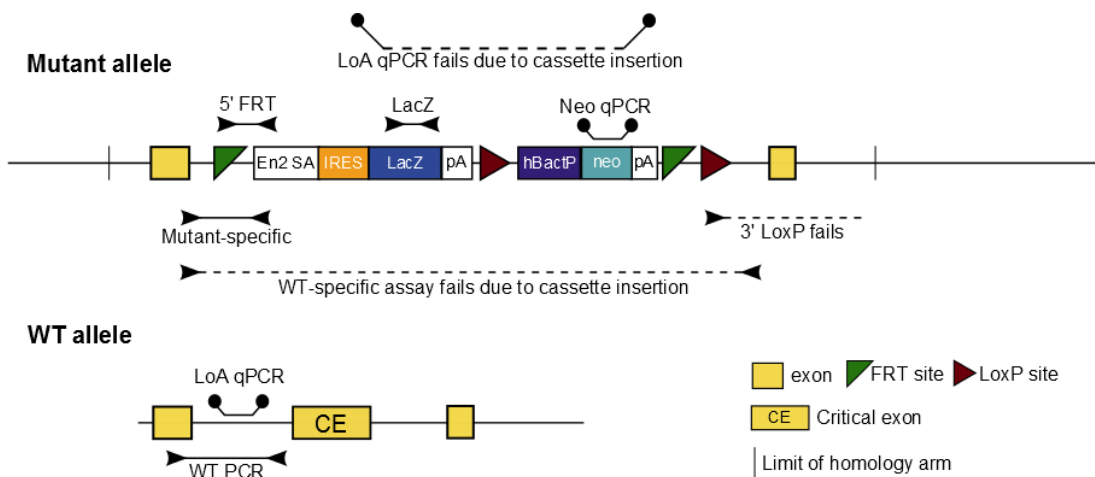 LoA qPCR fails due to cassette insertion
Mutant allele
5' FRT
LacZ
Neo qPCR
En2 SA IRES LacZ pA hBactP neo pA
Mutant-specific
3' LoxP fails
WT-specific assay fails due to cassette insertion
WT allele
LoA qPCR
exon FRT site LoxP site
CE
CE Critical exon
WT PCR
Limit of homology arm